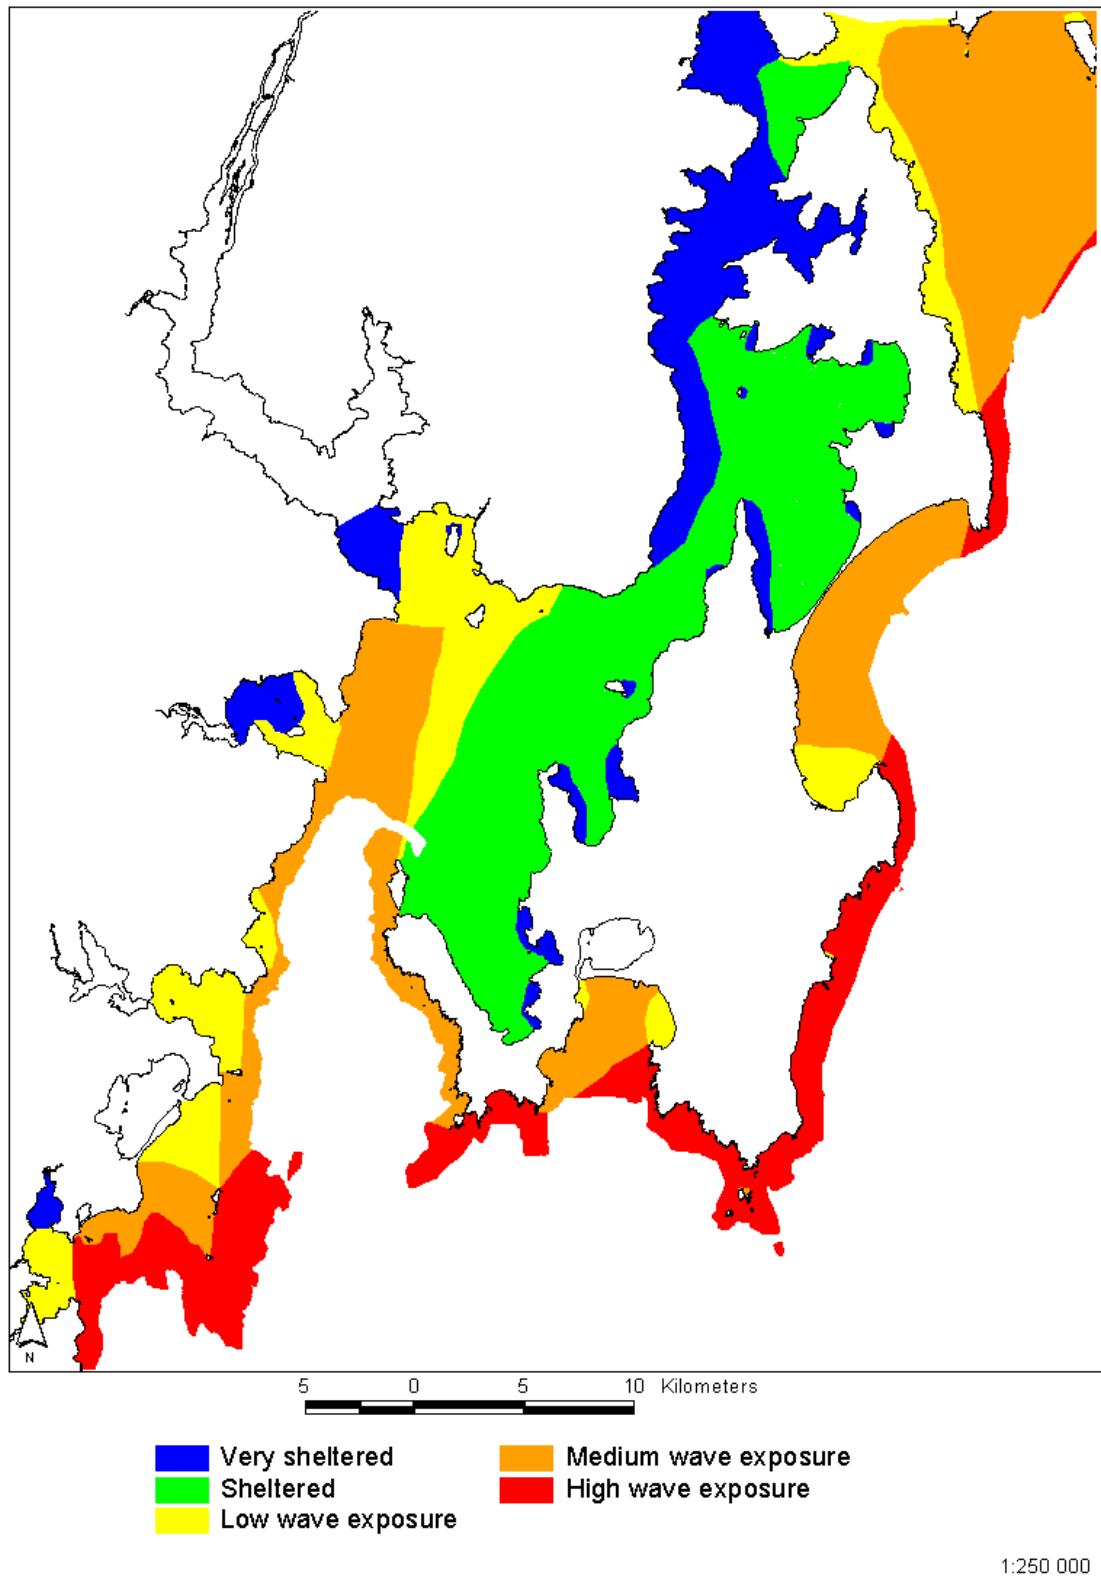 N
5 0 5 10 Kilometers
Very sheltered
Medium wave exposure
Sheltered
High wave exposure
Low wave exposure
1:250 000